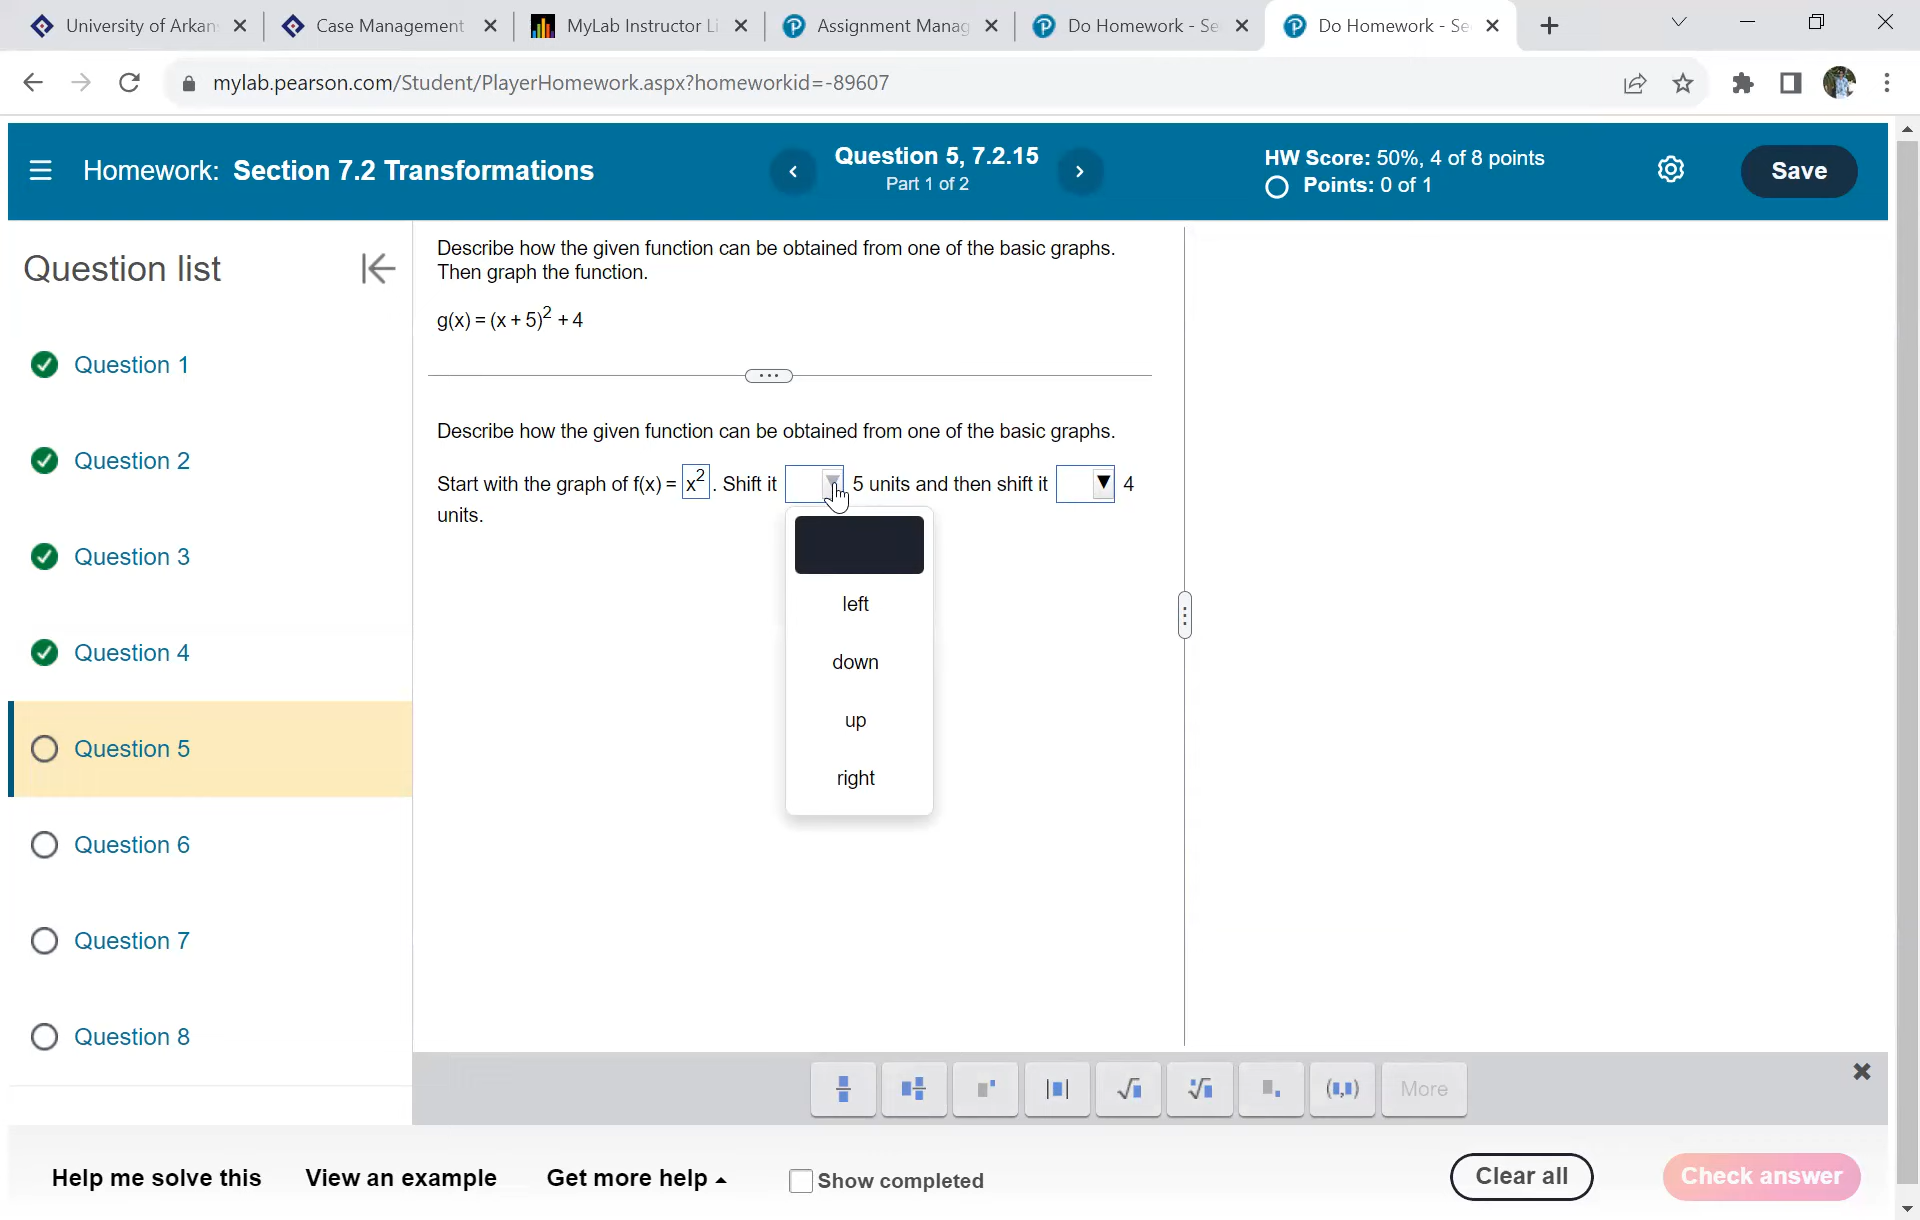 University of Arkan
Case Management
MyLab Instructor Li
Assignment Manag
Do Homework - Se
Do Homework - Se
mylab.pearson.com/Student/PlayerHomework.aspx?homeworkid=-89607
Homework: Section 7.2 Transformations
Question 5, 7.2.15
Part 1 of 2
HW Score: 50%, 4 of 8 points
Points: 0 of 1
Save
Question list
Question 1
Question 2
Question 3
Question 4
Question 5
Question 6
Question 7
Question 8
Describe how the given function can be obtained from one of the basic graphs.
Then graph the function.
g(x) = (x + 5)² + 4
Describe how the given function can be obtained from one of the basic graphs.
Start with the graph of f(x) = x². Shift it 5 units and then shift it 4
units.
left
down
up
right
More
Help me solve this
View an example
Get more help
Show completed
Clear all
Check answer